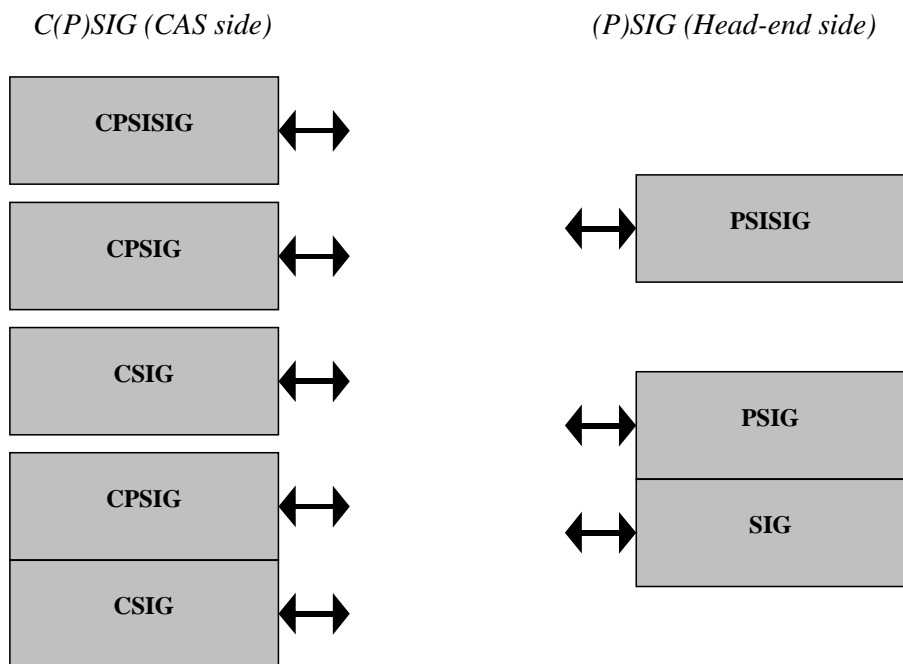 C(P)SIG (CAS side)
(P)SIG (Head-end side)
CPSISIG
CPSIG
CSIG
CPSIG
CSIG
PSISIG
PSIG
SIG